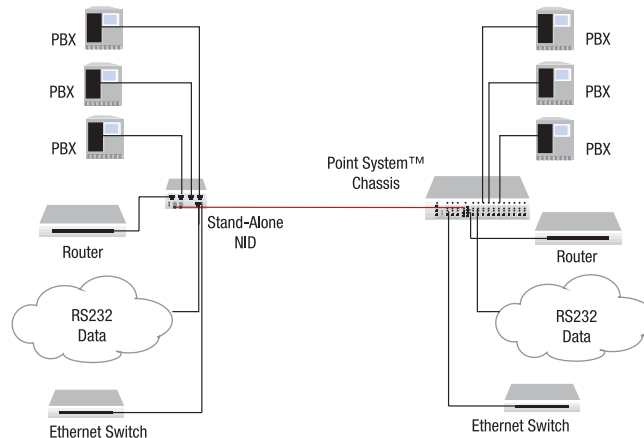 PBX
PBX
PBX
PBX
PBX
PBX
Point System™
Chassis
Stand-Alone
NID
Router
Router
RS232
Data
RS232
Data
Ethernet Switch
Ethernet Switch